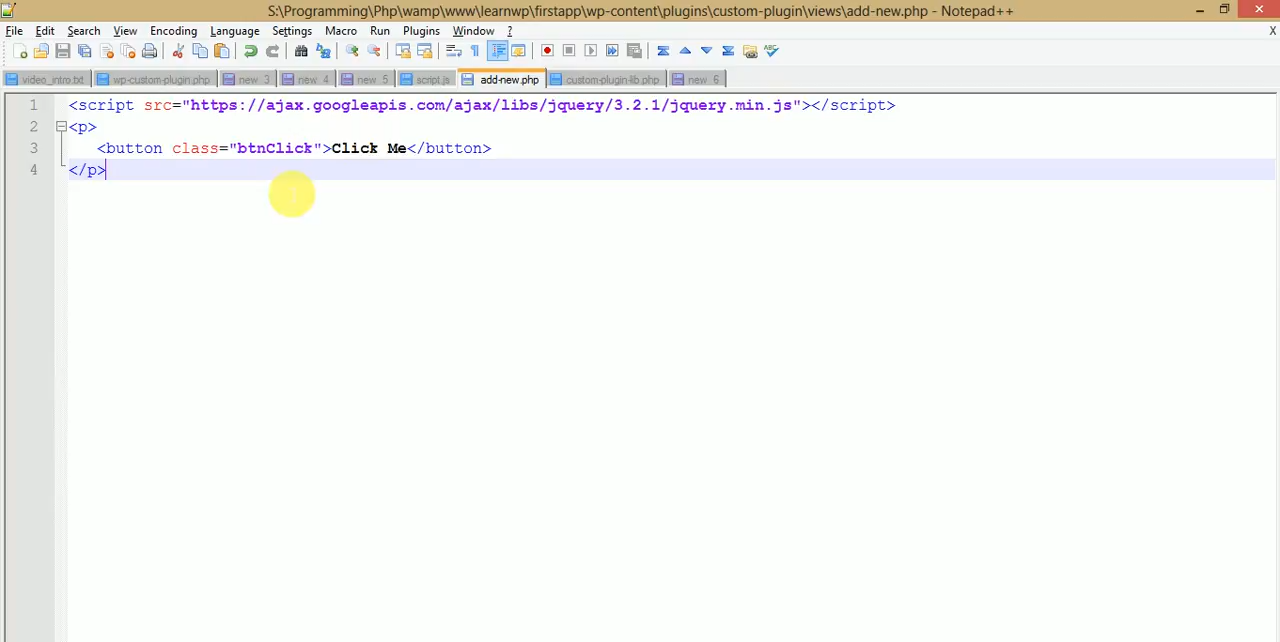 S:\Programming\Php\wamp\www\learnwp\firstapp\wp-content\plugins\custom-plugin\views\add-new.php - Notepad++
File Edit Search View Encoding Language Settings Macro Run Plugins Window ? X
video_intro.txt wp-custom-plugin.php new 3 new 4 new 5 script.js add-new.php custom-plugin-lib.php new 6
1 <script src="https://ajax.googleapis.com/ajax/libs/jquery/3.2.1/jquery.min.js"></script>
2 <p>
3 <button class="btnClick">Click Me</button>
4 </p>